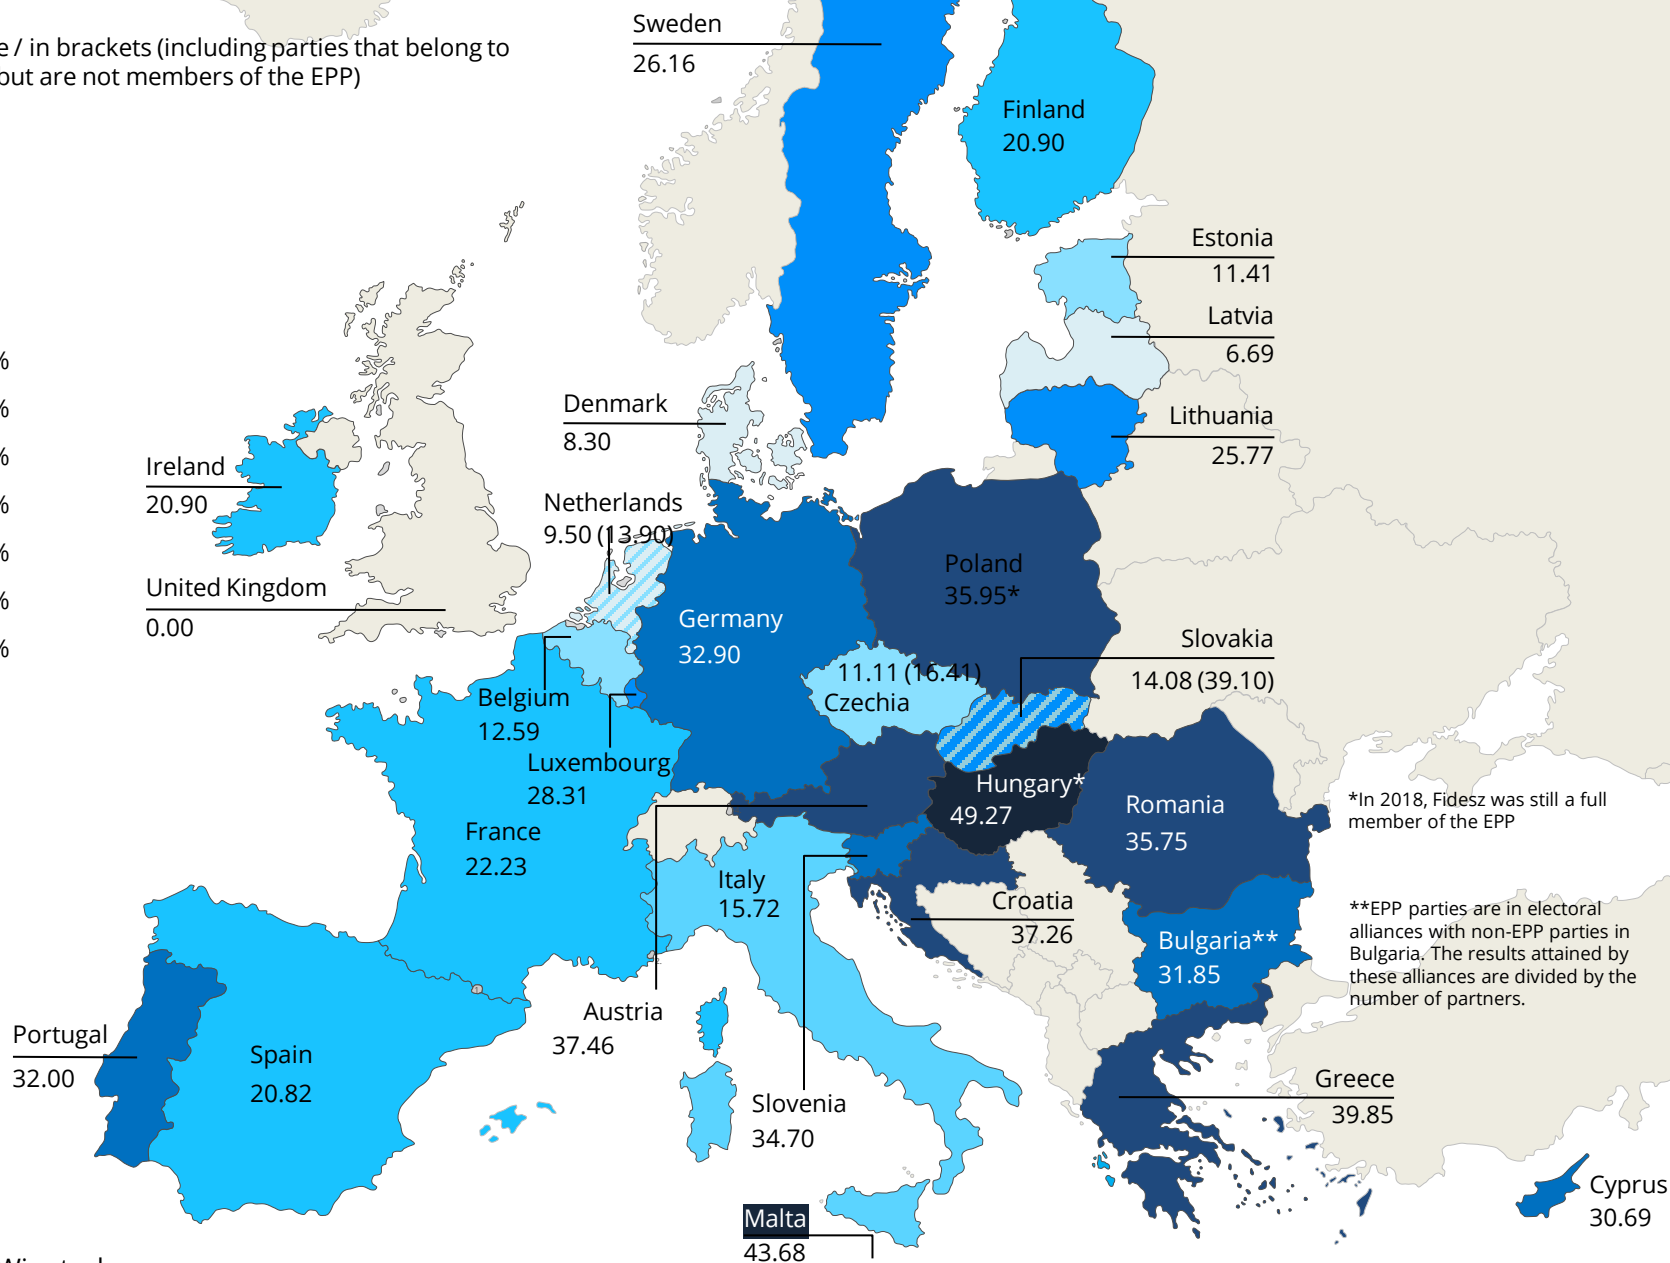 e / in brackets (including parties that belong to
but are not members of the EPP)
Sweden
26.16
Finland
20.90
Estonia
11.41
Latvia
6.69
Lithuania
25.77
%
%
%
%
%
%
%
Denmark
8.30
Ireland
20.90
Netherlands
9.50 (13.90)
United Kingdom
0.00
Poland
35.95*
Germany
32.90
Slovakia
14.08 (39.10)
11.11 (16.41)
Czechia
Belgium
12.59
Luxembourg
28.31
Hungary*
49.27
Romania
35.75
*In 2018, Fidesz was still a full
member of the EPP
France
22.23
Italy
15.72
Croatia
37.26
Bulgaria**
31.85
**EPP parties are in electoral
alliances with non-EPP parties in
Bulgaria. The results attained by
these alliances are divided by the
number of partners.
Austria
37.46
Portugal
32.00
Spain
20.82
Slovenia
34.70
Greece
39.85
Cyprus
30.69
Malta
43.68